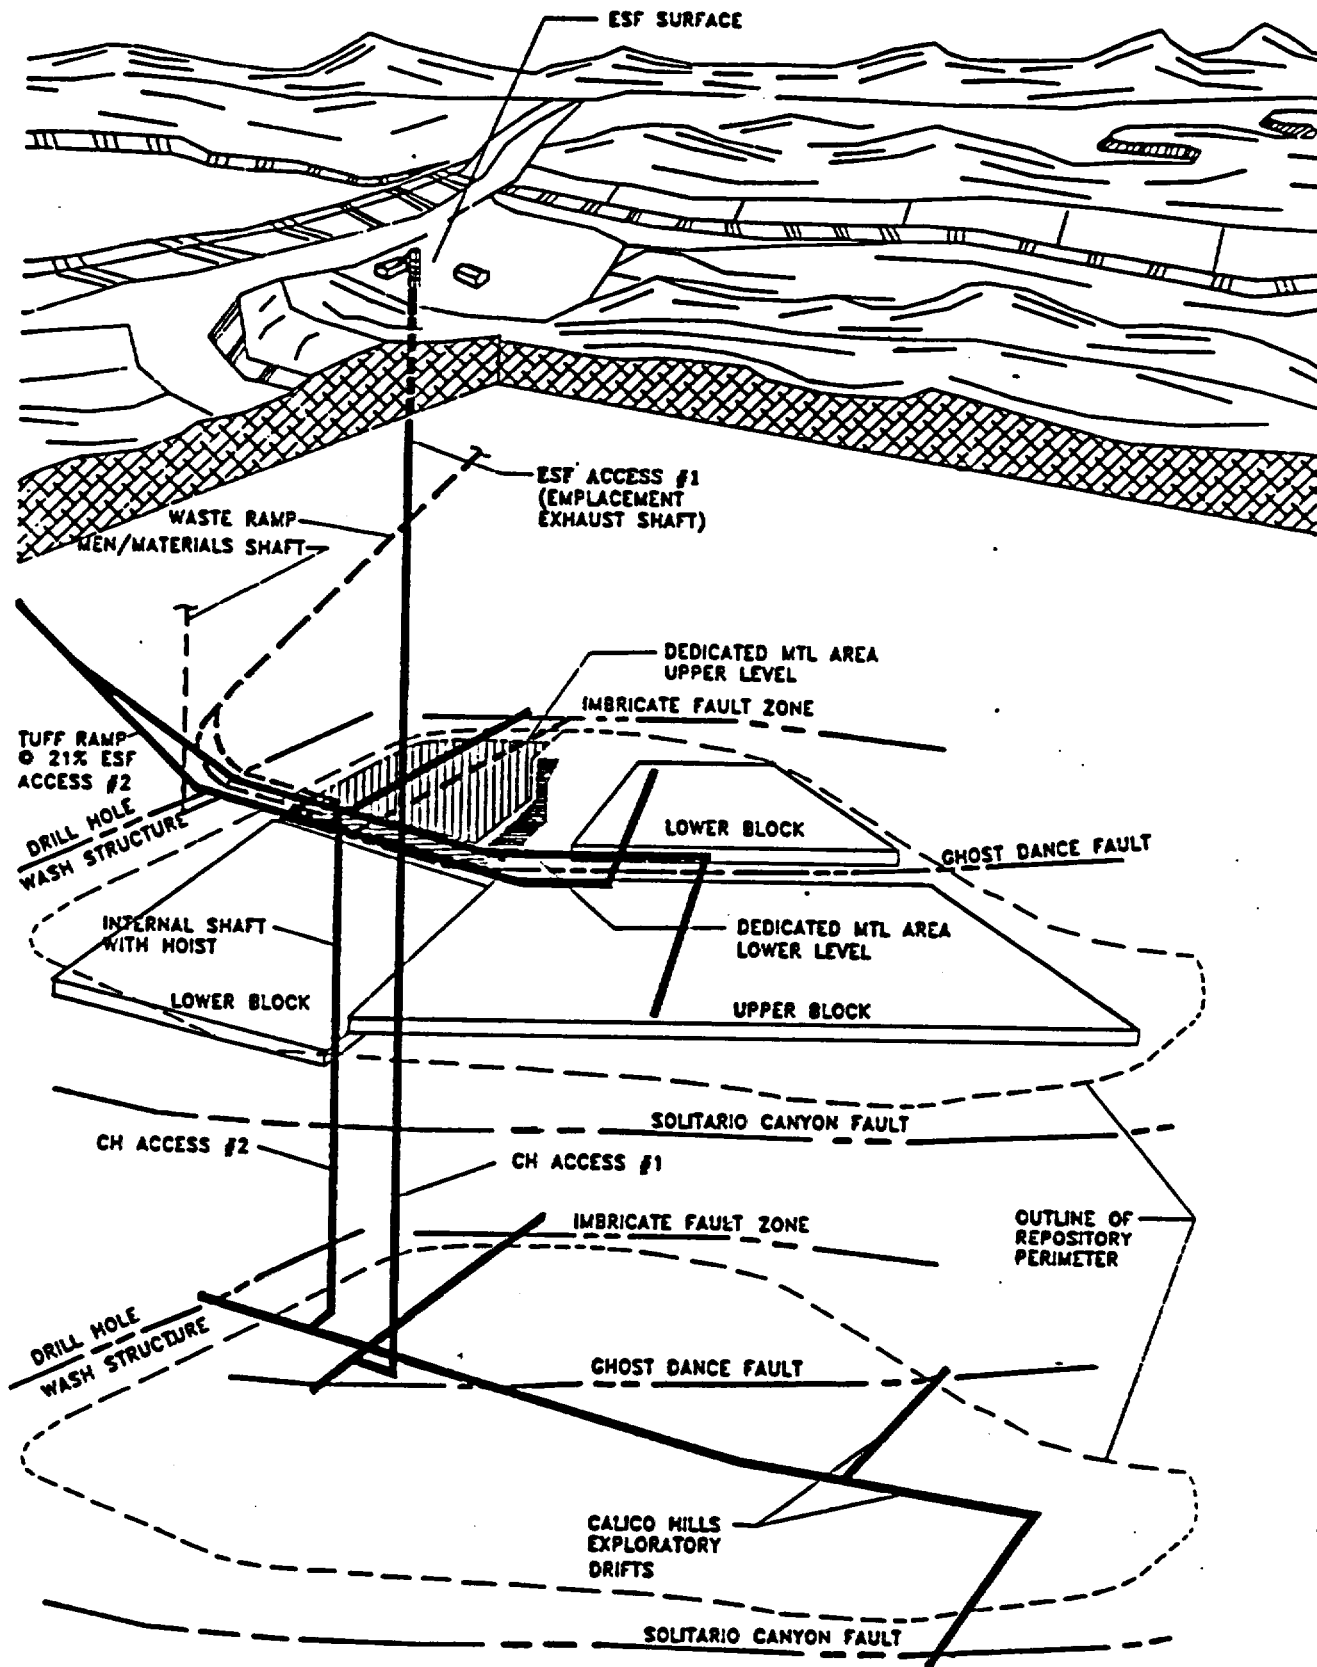 ESF SURFACE
ESF ACCESS #1
(EMPLACEMENT
EXHAUST SHAFT)
WASTE RAMP
MEN/MATERIALS SHAFT
DEDICATED MTL AREA
UPPER LEVEL
IMBRICATE FAULT ZONE
TUFF RAMP
@ 21% ESF
ACCESS #2
DRILL HOLE
WASH STRUCTURE
LOWER BLOCK
GHOST DANCE FAULT
INTERNAL SHAFT
WITH HOIST
DEDICATED MTL AREA
LOWER LEVEL
LOWER BLOCK
UPPER BLOCK
SOLITARIO CANYON FAULT
CH ACCESS #2
CH ACCESS #1
IMBRICATE FAULT ZONE
OUTLINE OF
REPOSITORY
PERIMETER
DRILL HOLE
WASH STRUCTURE
GHOST DANCE FAULT
CALICO HILLS
EXPLORATORY
DRIFTS
SOLITARIO CANYON FAULT